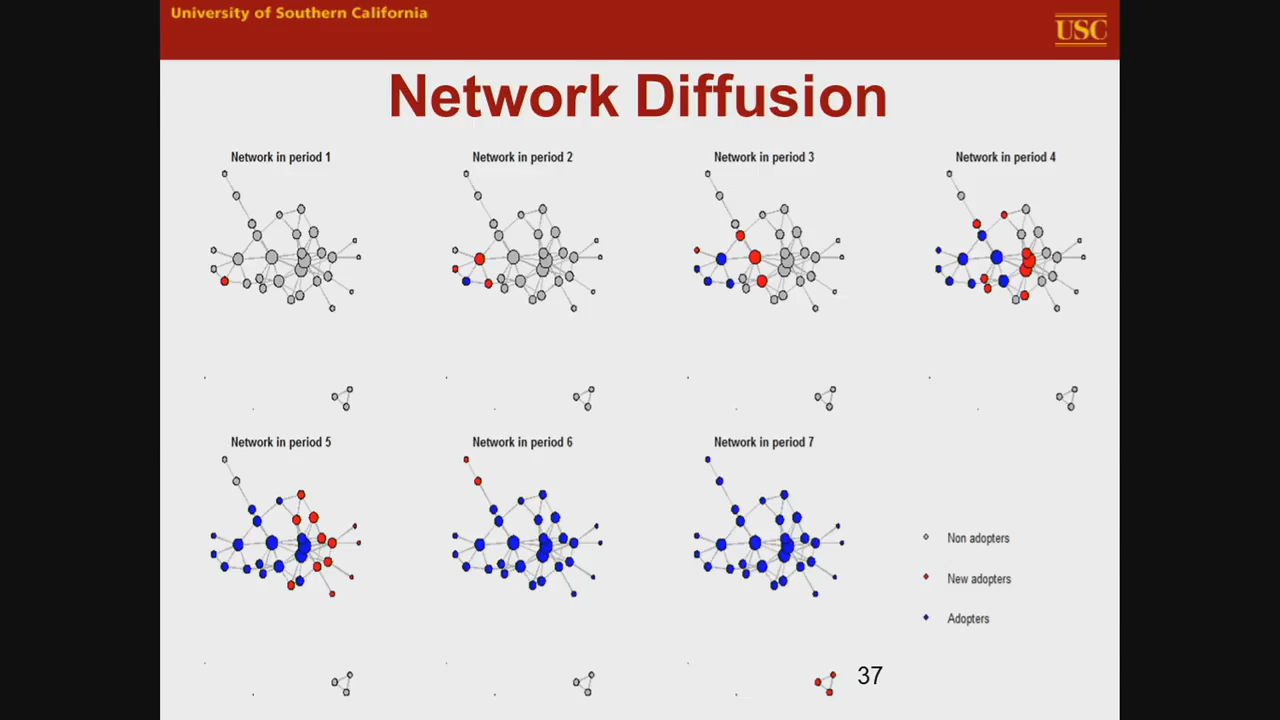 University of Southern California
USC
Network Diffusion
Network in period 1
Network in period 2
Network in period 3
Network in period 4
Network in period 5
Network in period 6
Network in period 7
Non adopters
New adopters
Adopters
37